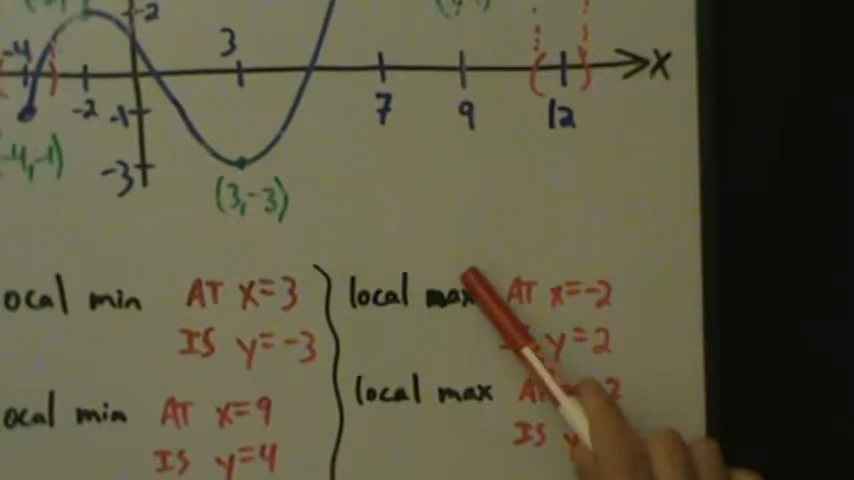 -2
-4
3
x
-2
-1
7
9
12
-4,-1)
-3
(3,-3)
ocal min AT x=3
IS y=-3
local max AT x=-2
y=2
ocal min AT x=9
IS y=4
local max
IS y